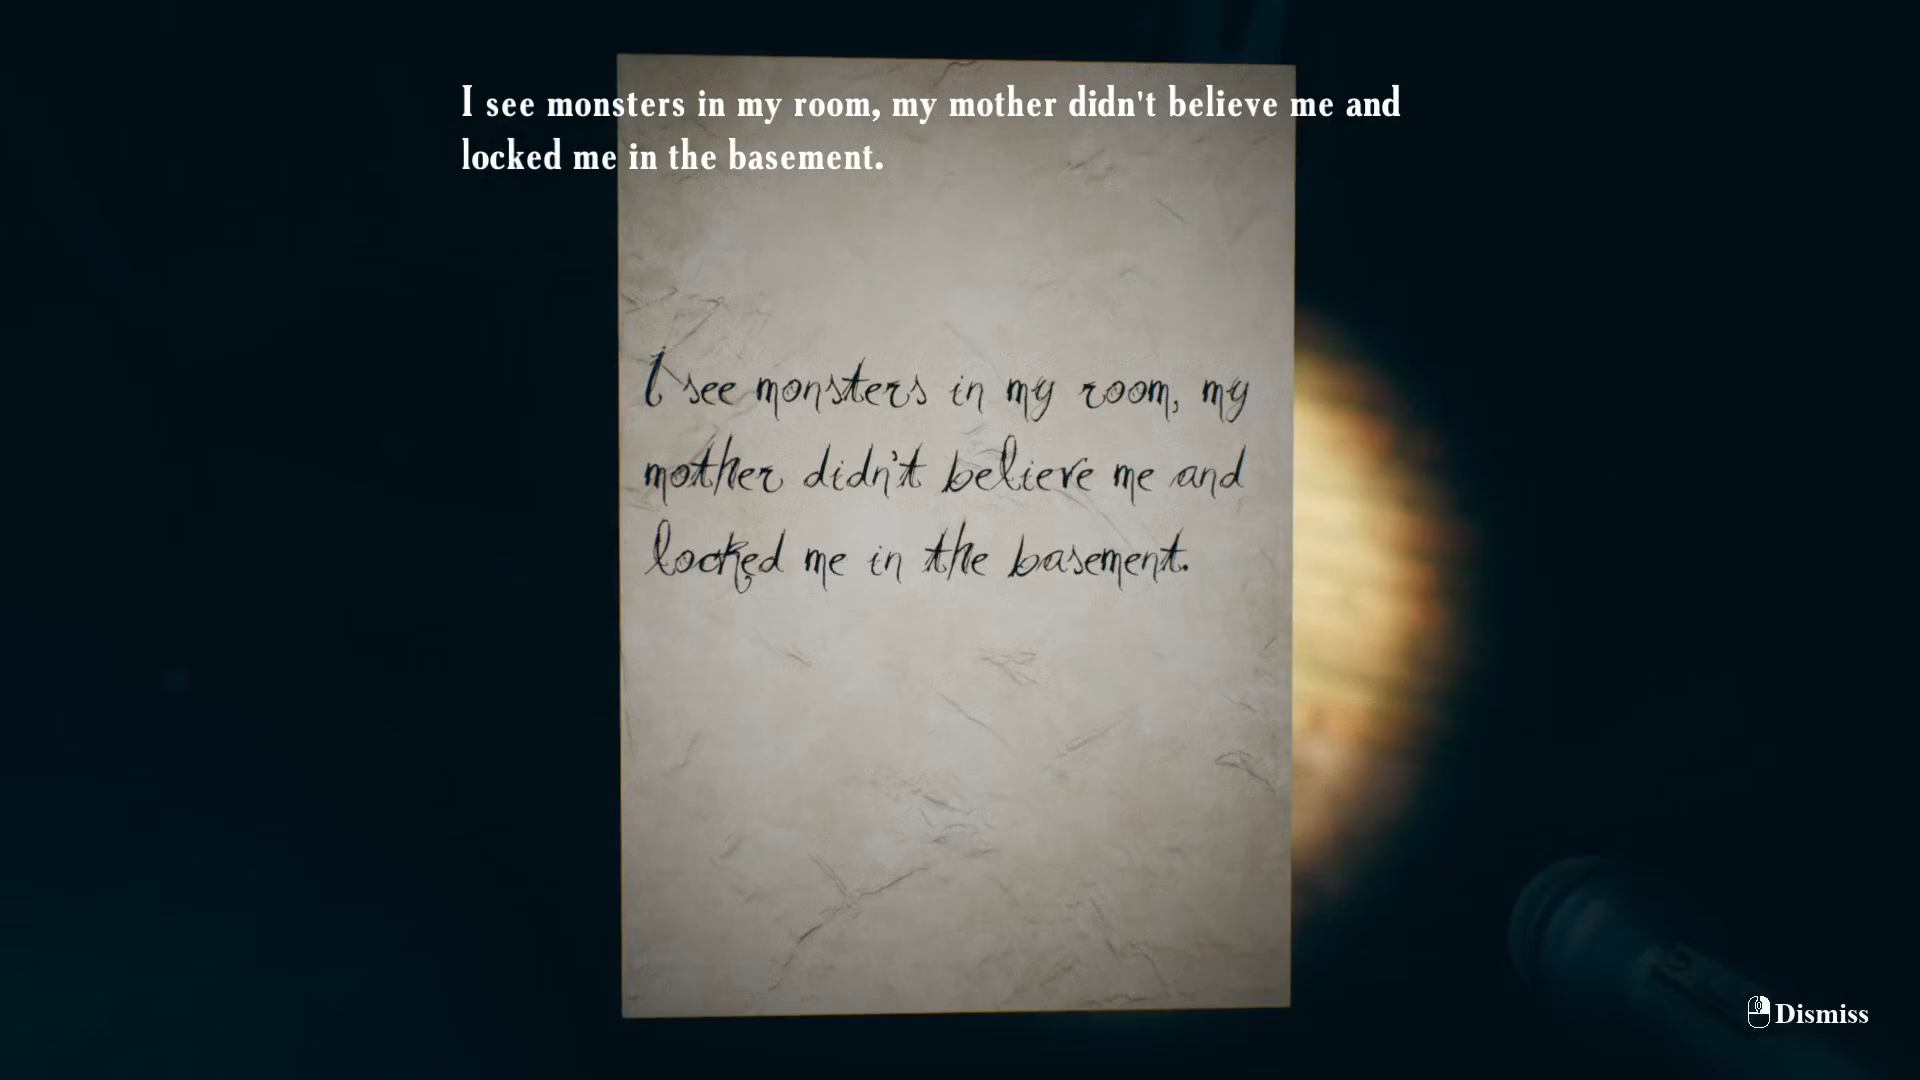 I see monsters in my room, my mother didn't believe me and
locked me in the basement.
I see monsters in my room, my
mother didn't believe me and
locked me in the basement.
Dismiss